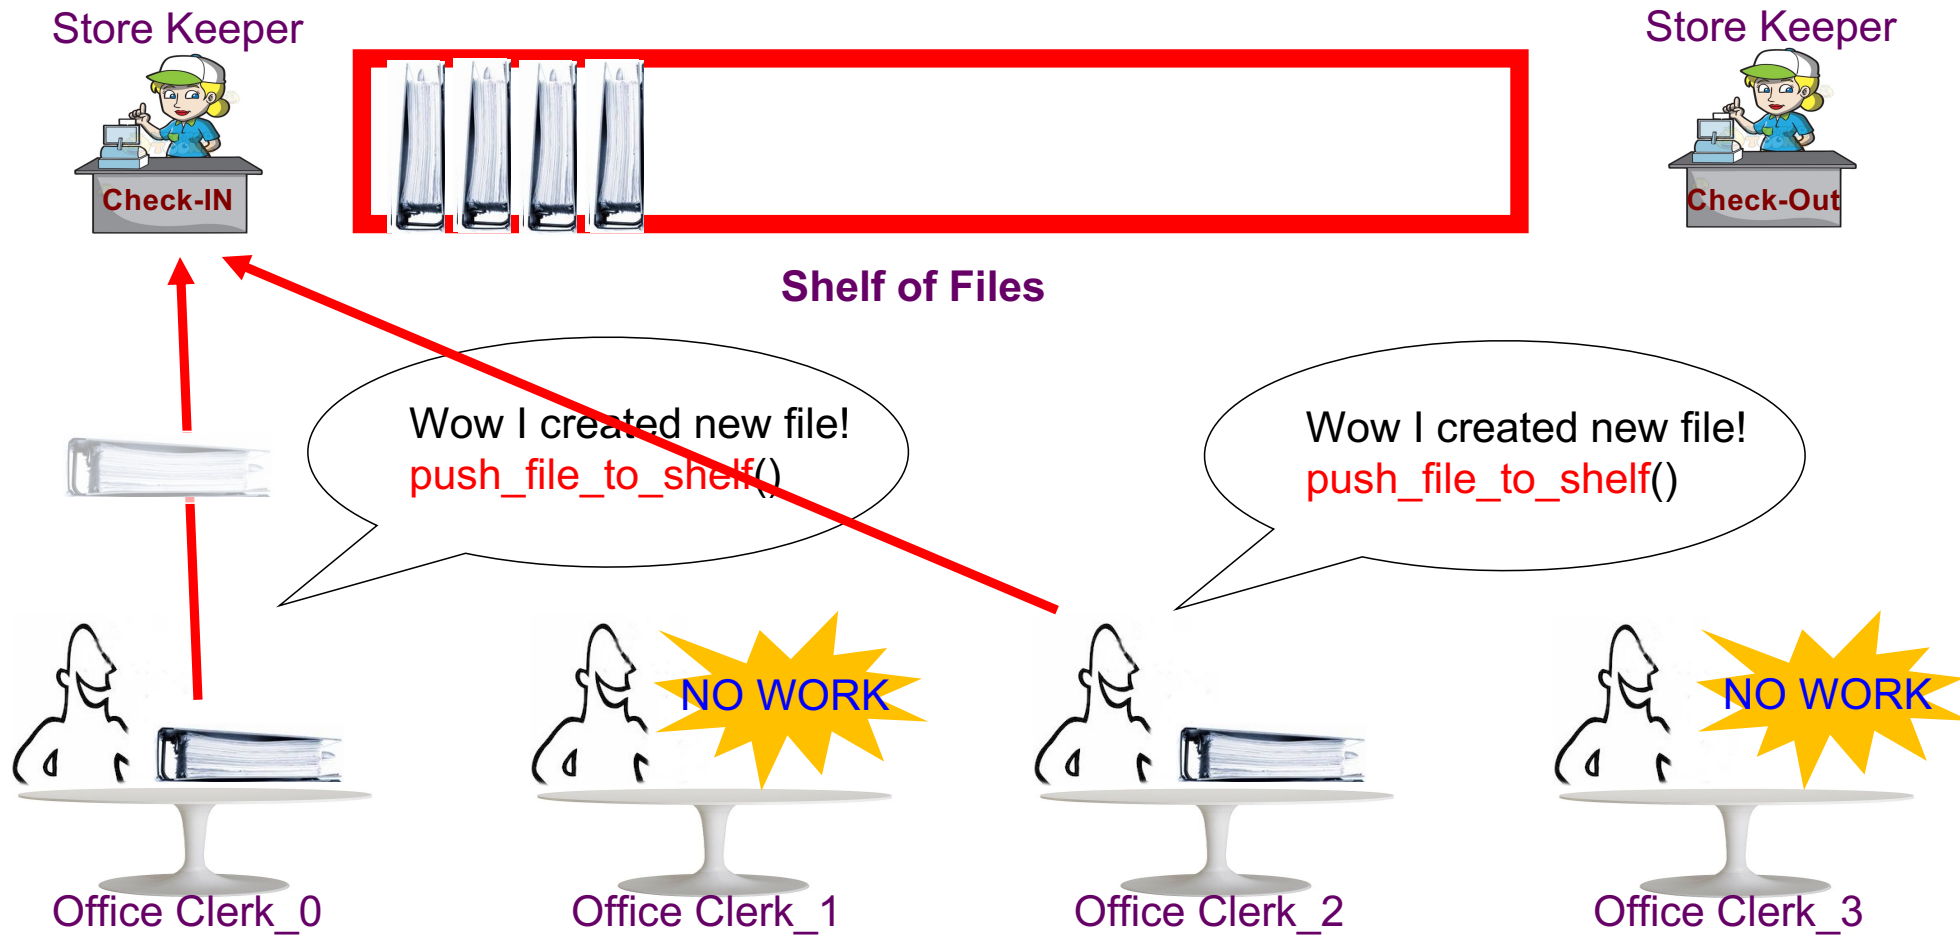 Store Keeper
Store Keeper
Check-IN
Check-Out
Shelf of Files
Wow I created new file!
push_file_to_shelf()
Wow I created new file!
push_file_to_shelf()
NO WORK
NO WORK
Office Clerk_0
Office Clerk_1
Office Clerk_2
Office Clerk_3